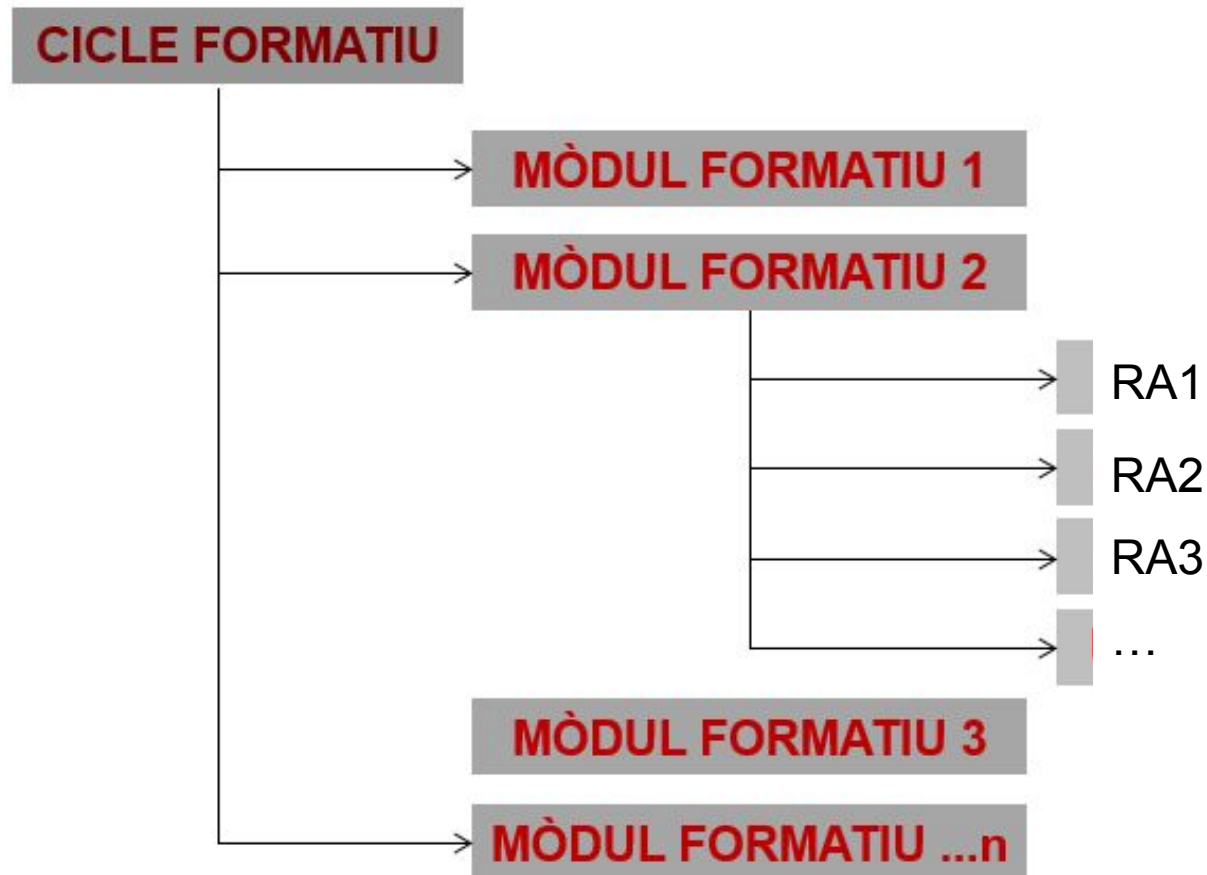 CICLE FORMATIU
MÒDUL FORMATIU 1
MÒDUL FORMATIU 2
RA1
RA2
RA3
...
MÒDUL FORMATIU 3
MÒDUL FORMATIU ...n